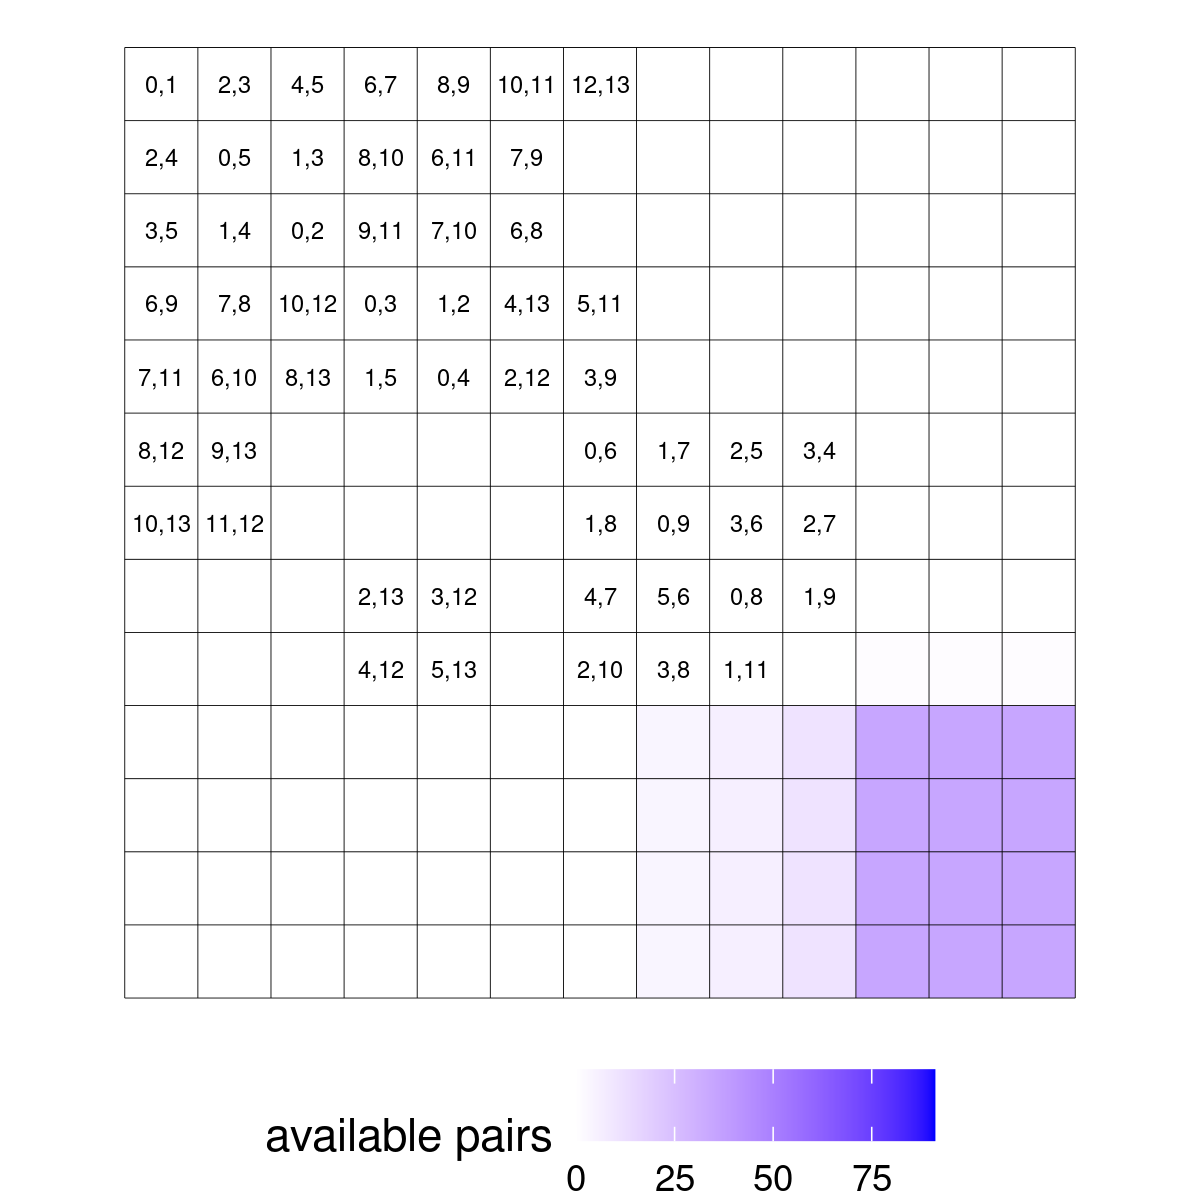 0,1 2,3 4,5 6,7 8,9 10,11 12,13
2,4 0,5 1,3 8,10 6,11 7,9
3,5 1,4 0,2 9,11 7,10 6,8
6,9 7,8 10,12 0,3 1,2 4,13 5,11
7,11 6,10 8,13 1,5 0,4 2,12 3,9
8,12 9,13 0,6 1,7 2,5 3,4
10,13 11,12 1,8 0,9 3,6 2,7
2,13 3,12 4,7 5,6 0,8 1,9
4,12 5,13 2,10 3,8 1,11
available pairs
0 25 50 75